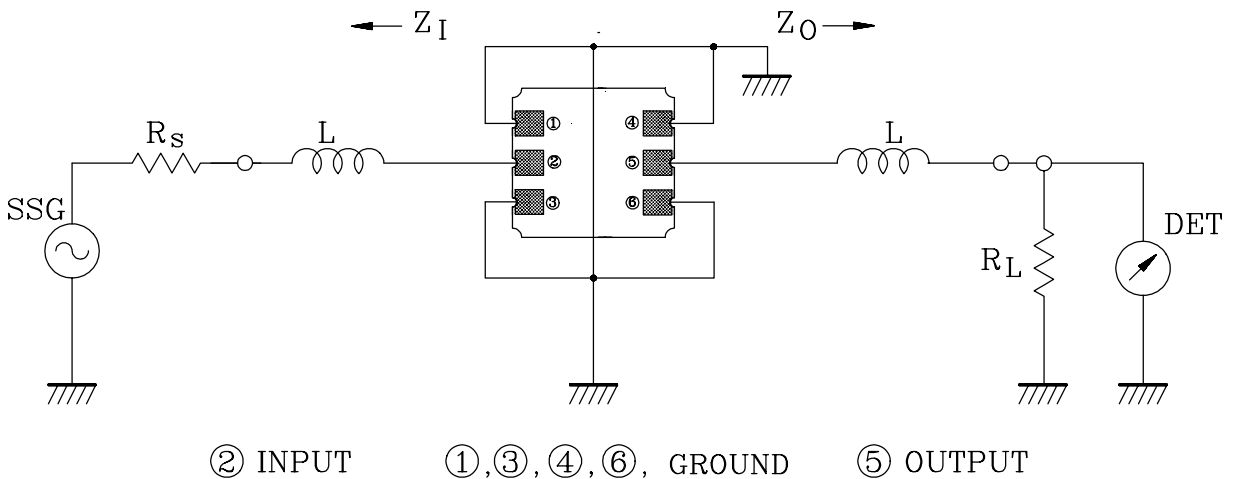 Z_I
Z_O
①
④
R_S
L
②
⑤
L
SSG
③
⑥
DET
R_L
② INPUT
①,③,④,⑥, GROUND
⑤ OUTPUT